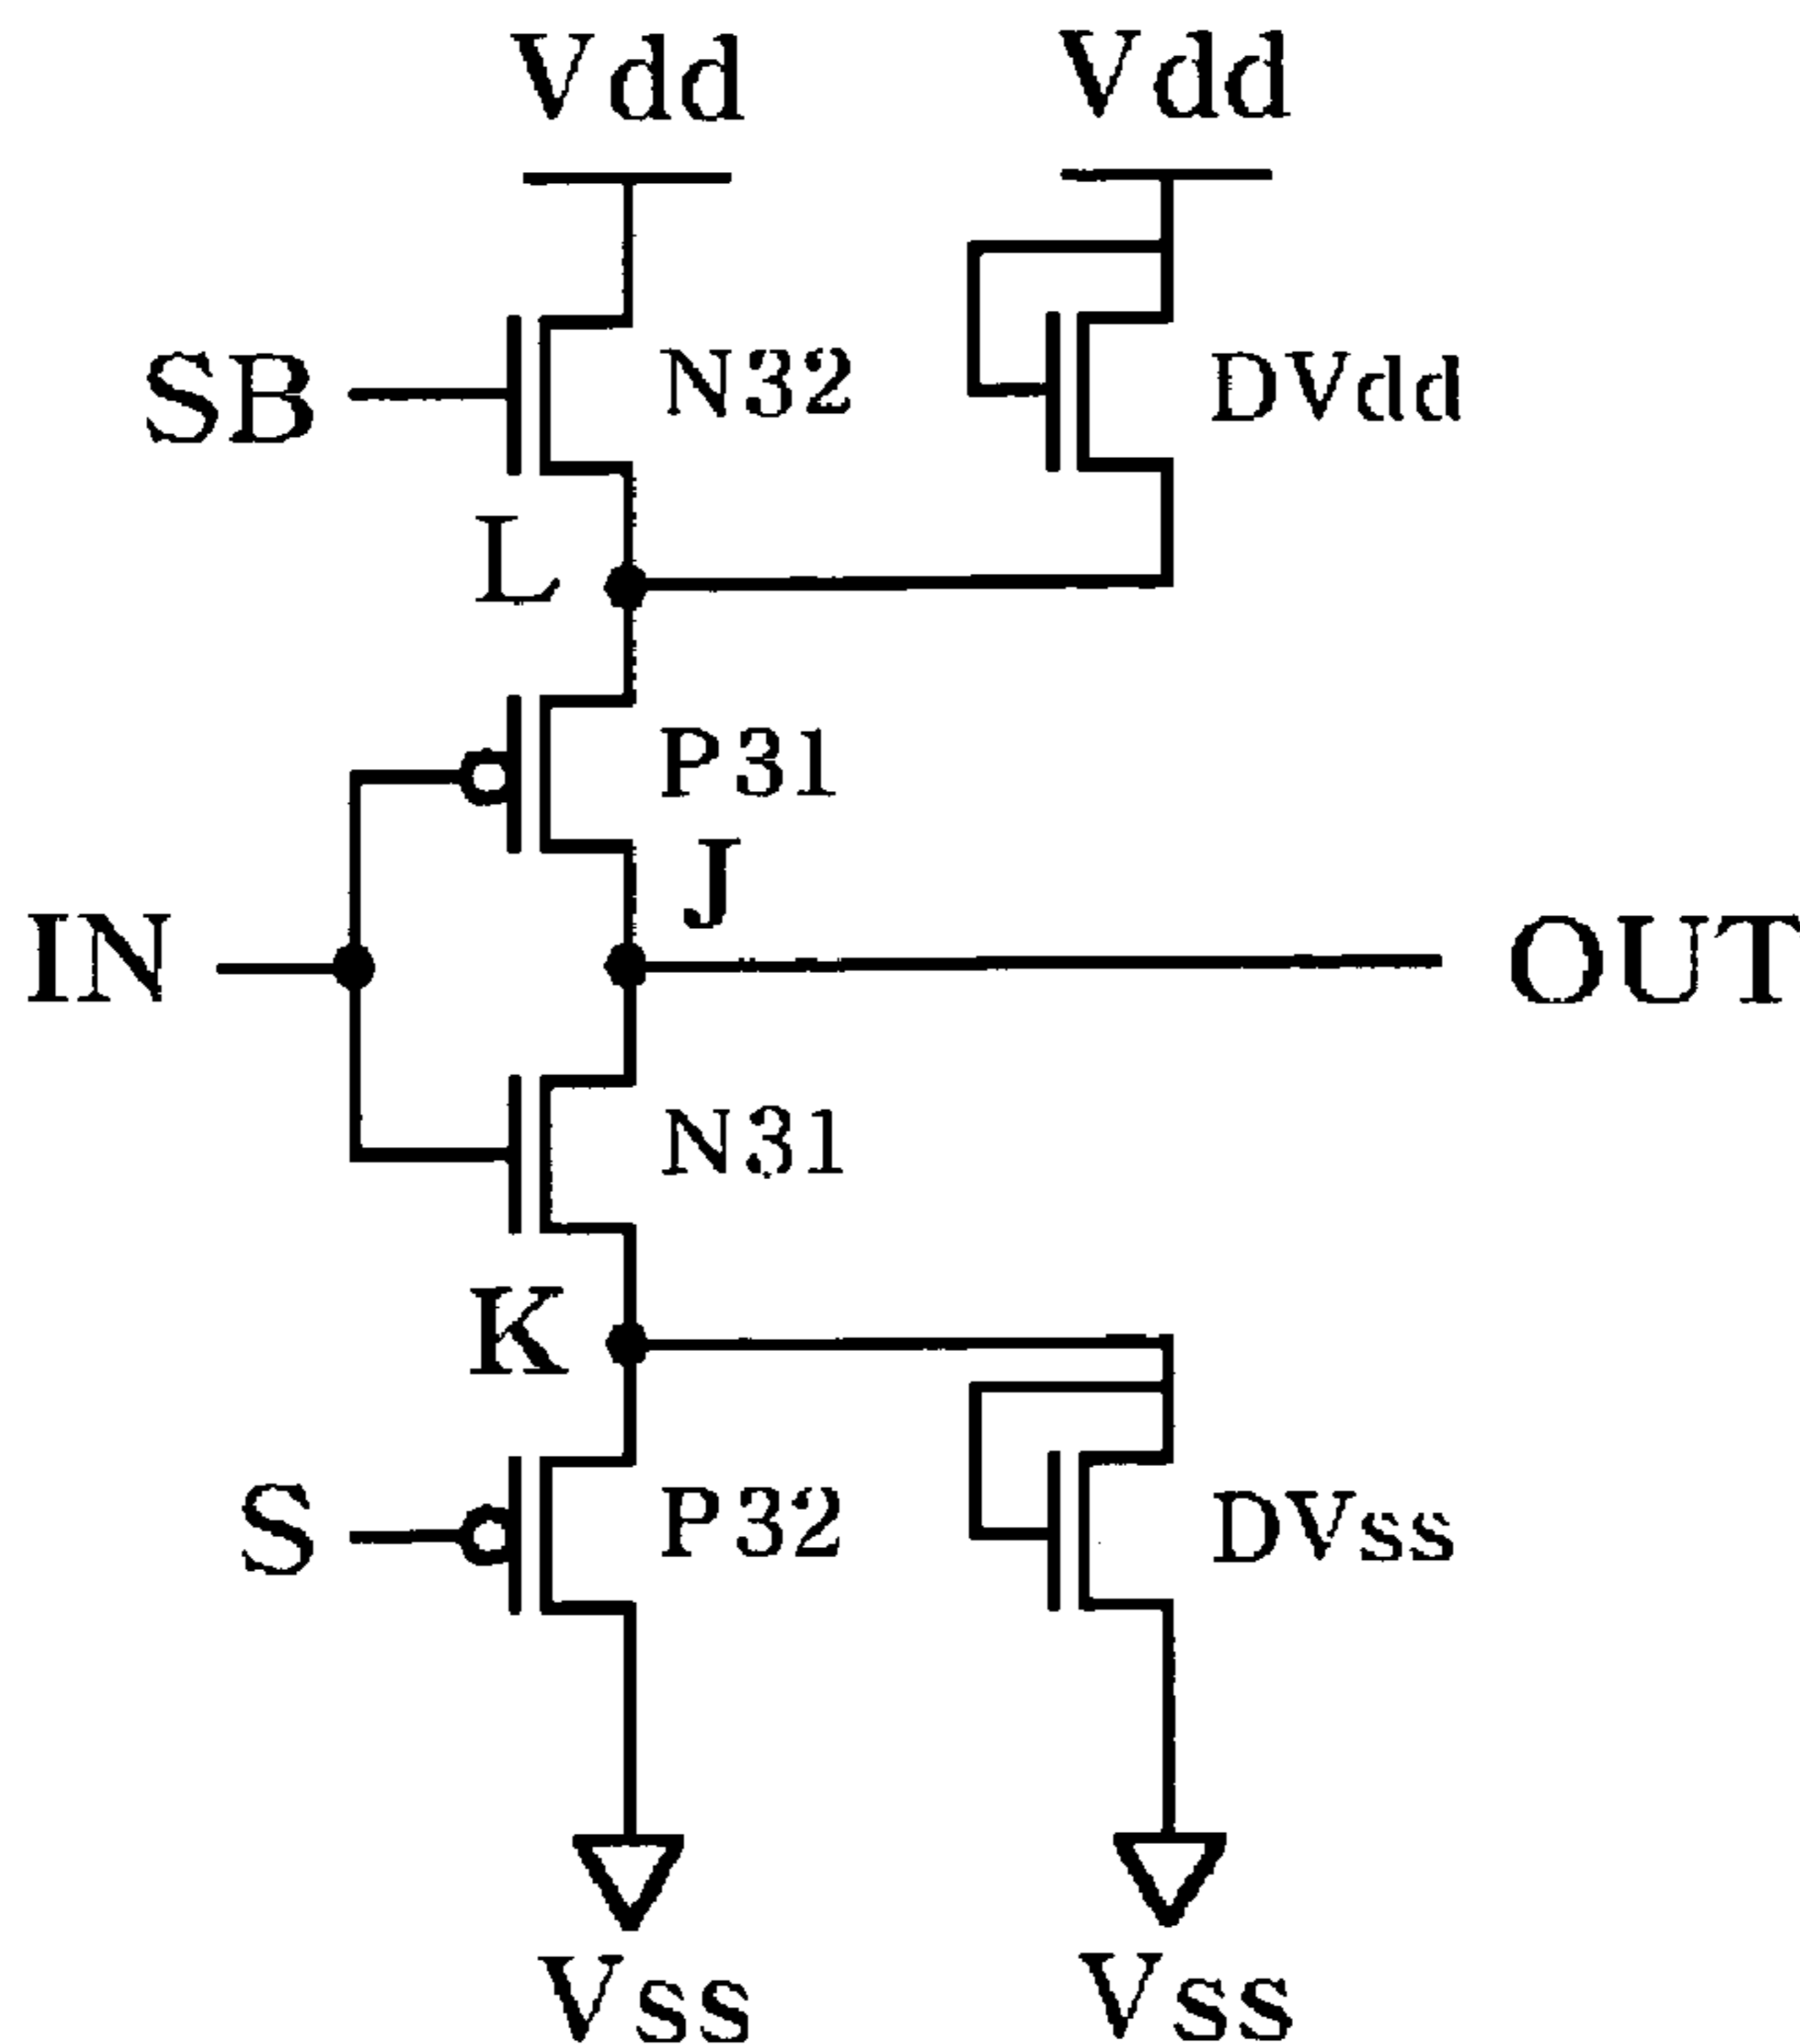 Vdd Vdd
SB N32 DVdd
L
P31
J
IN OUT
N31
K
S P32 DVss
Vss Vss